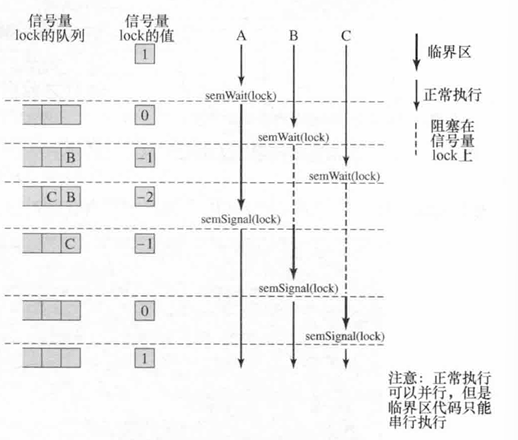 信号量
lock的队列
信号量
lock的值
A
B
C
1
临界区
正常执行
阻塞在
信号量
lock上
semWait(lock)
0
semWait(lock)
B
-1
semWait(lock)
C B
-2
semSignal(lock)
C
-1
semSignal(lock)
0
semSignal(lock)
1
注意：正常执行
可以并行，但是
临界区代码只能
串行执行